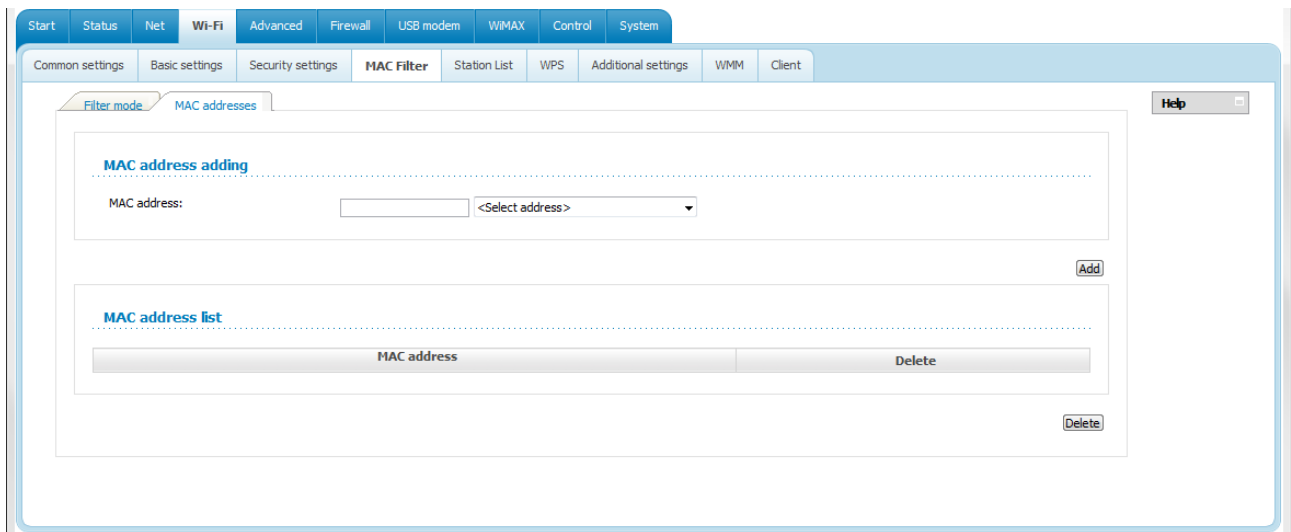 Start Status Net Wi-Fi Advanced Firewall USB modem WiMAX Control System
Common settings Basic settings Security settings MAC Filter Station List WPS Additional settings WMM Client
Filter mode MAC addresses
Help
MAC address adding
MAC address: <Select address>
Add
MAC address list
MAC address Delete
Delete